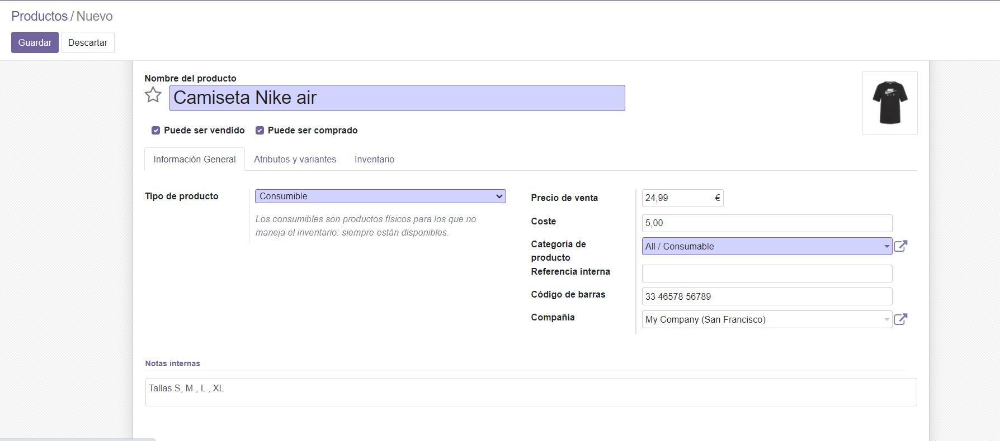 Productos / Nuevo
Guardar
Descartar
Nombre del producto
Camiseta Nike air
Puede ser vendido
Puede ser comprado
Información General
Atributos y variantes
Inventario
Tipo de producto
Consumible
Los consumibles son productos físicos para los que no
maneja el inventario: siempre están disponibles.
Precio de venta
24,99 €
Coste
5,00
Categoría de
producto
All / Consumable
Referencia interna
Código de barras
33 46578 56789
Compañía
My Company (San Francisco)
Notas internas
Tallas S, M , L , XL